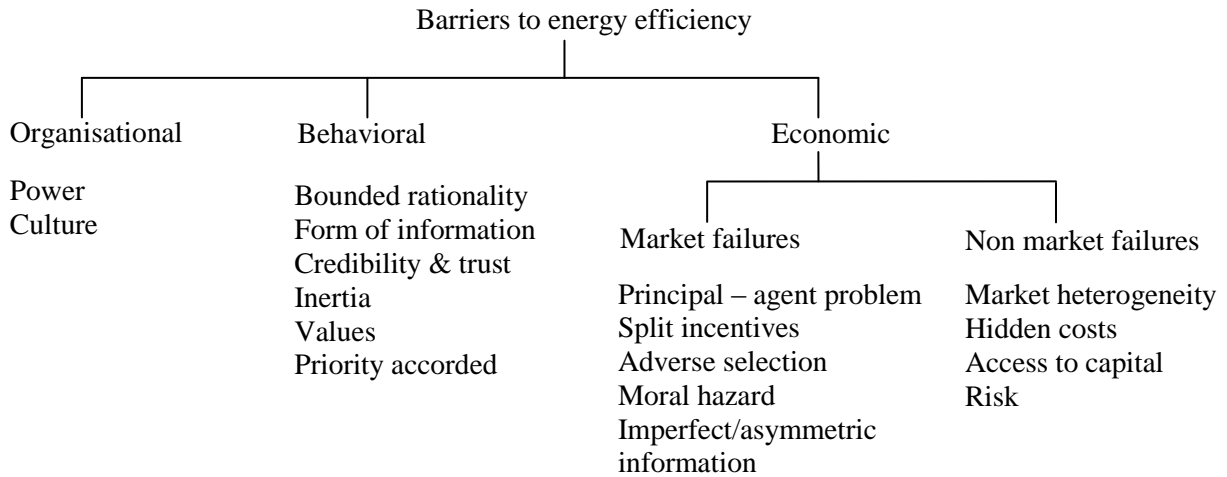 Barriers to energy efficiency
Organisational
Power
Culture
Behavioral
Bounded rationality
Form of information
Credibility & trust
Inertia
Values
Priority accorded
Economic
Market failures
Principal – agent problem
Split incentives
Adverse selection
Moral hazard
Imperfect/asymmetric
information
Non market failures
Market heterogeneity
Hidden costs
Access to capital
Risk